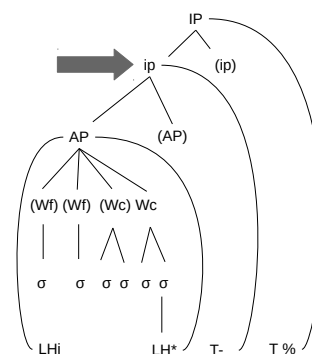 IP
ip (ip)
AP (AP)
(Wf) (Wf) (Wc) Wc
σ σ σ σ σ σ
LHi LH* T- T %